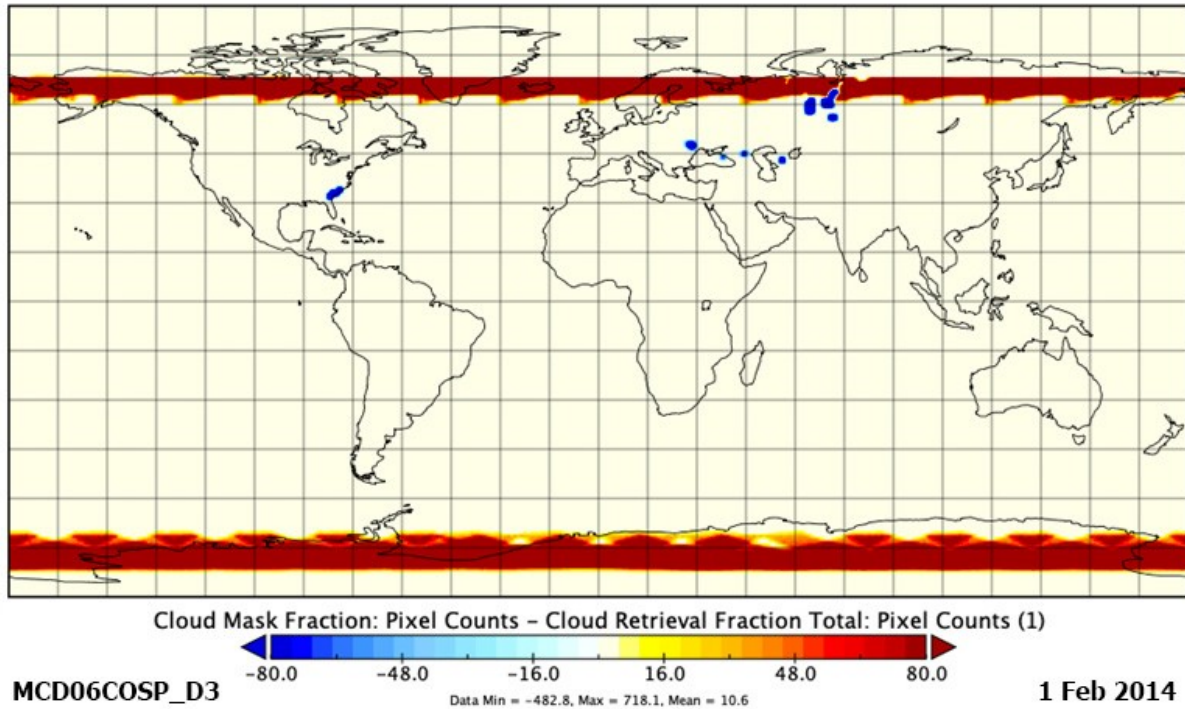 Cloud Mask Fraction: Pixel Counts – Cloud Retrieval Fraction Total: Pixel Counts (1)
-80.0 -48.0 -16.0 16.0 48.0 80.0
MCD06COSP_D3 Data Min = -482.8, Max = 718.1, Mean = 10.6 1 Feb 2014